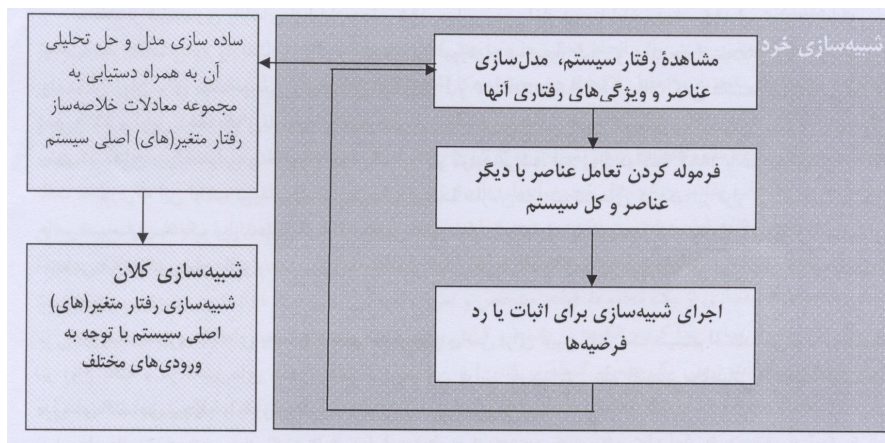 شبیه‌سازی خرد
مشاهدهٔ رفتار سیستم، مدل‌سازی
عناصر و ویژگی‌های رفتاری آنها
فرموله کردن تعامل عناصر با دیگر
عناصر و کل سیستم
اجرای شبیه‌سازی برای اثبات یا رد
فرضیه‌ها
ساده سازی مدل و حل تحلیلی
آن به همراه دستیابی به
مجموعه معادلات خلاصه‌ساز
رفتار متغیر(های) اصلی سیستم
شبیه‌سازی کلان
شبیه‌سازی رفتار متغیر(های)
اصلی سیستم با توجه به
ورودی‌های مختلف